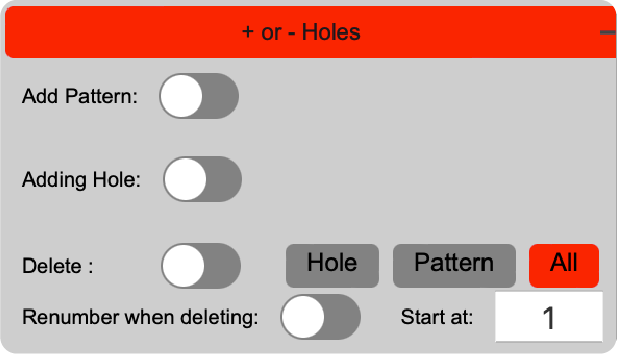 + or - Holes
Add Pattern:
Adding Hole:
Delete : Hole Pattern All
Renumber when deleting: Start at: 1